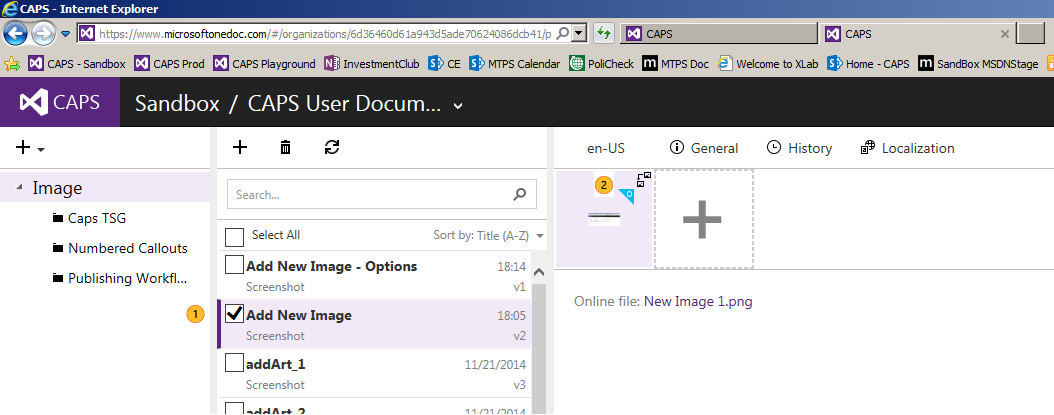 CAPS - Internet Explorer
https://www.microsoftonedoc.com/#/organizations/6d36460d61a943d5ade70624086dcb41/p
CAPS
CAPS
CAPS - Sandbox
CAPS Prod
CAPS Playground
InvestmentClub
CE
MTPS Calendar
PoliCheck
MTPS Doc
Welcome to XLab
Home - CAPS
SandBox MSDNStage
CAPS
Sandbox / CAPS User Docum...
en-US
General
History
Localization
Image
Caps TSG
Numbered Callouts
Publishing Workfl...
1
Search...
Select All
Sort by: Title (A-Z)
Add New Image - Options 18:14
Screenshot v1
Add New Image 18:05
Screenshot v2
addArt_1 11/21/2014
Screenshot v3
addArt_2 11/21/2014
2
Online file: New Image 1.png